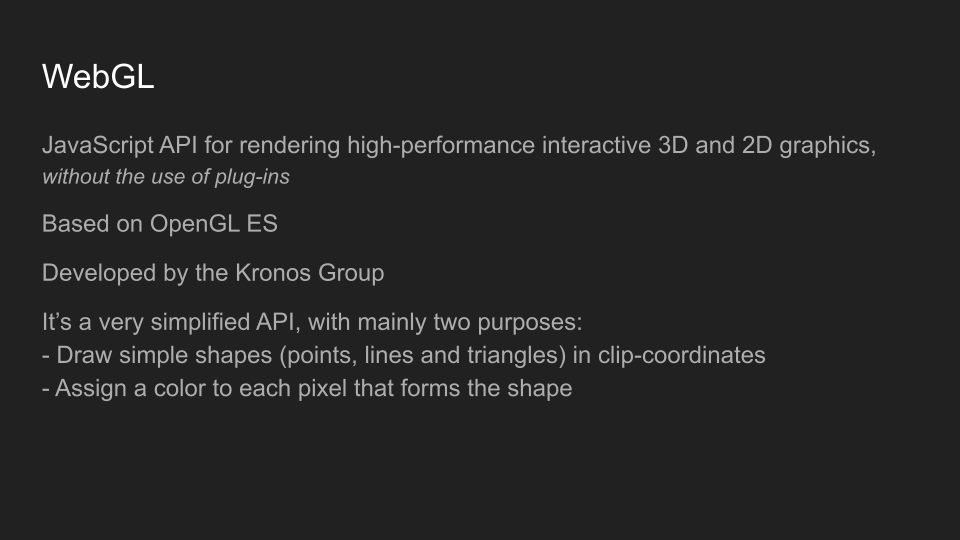 WebGL
JavaScript API for rendering high-performance interactive 3D and 2D graphics,
without the use of plug-ins
Based on OpenGL ES
Developed by the Kronos Group
It’s a very simplified API, with mainly two purposes:
- Draw simple shapes (points, lines and triangles) in clip-coordinates
- Assign a color to each pixel that forms the shape